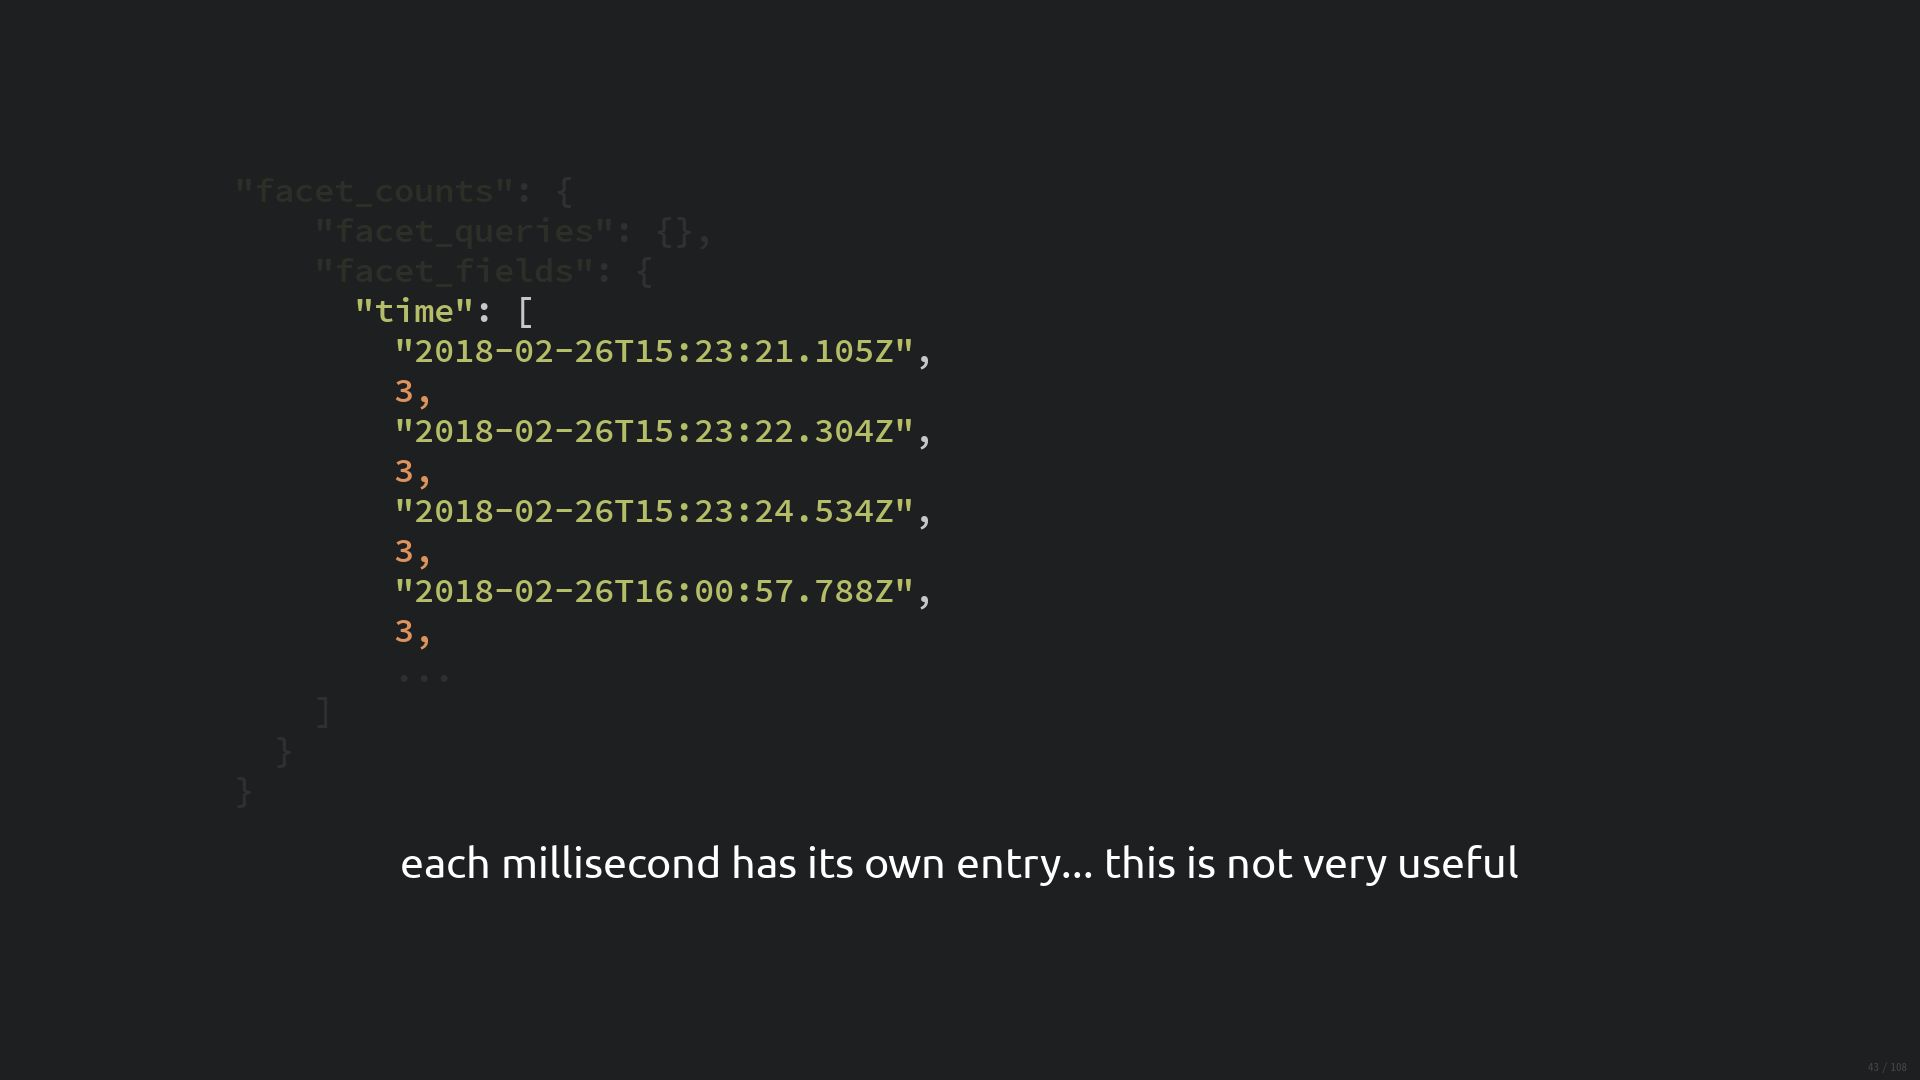 "facet_counts": {
"facet_queries": {},
"facet_fields": {
"time": [
"2018-02-26T15:23:21.105Z",
3,
"2018-02-26T15:23:22.304Z",
3,
"2018-02-26T15:23:24.534Z",
3,
"2018-02-26T16:00:57.788Z",
3,
...
]
}
}
each millisecond has its own entry... this is not very useful
43 / 108